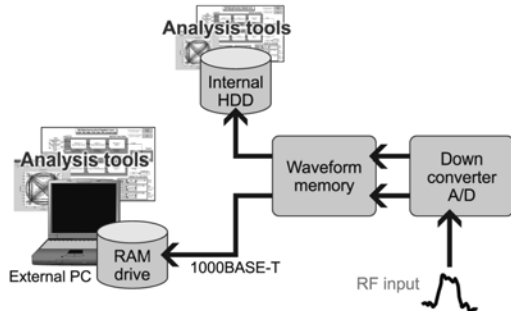 Analysis tools
Internal
HDD
Analysis tools
Waveform
memory
Down
converter
A/D
RAM
drive
External PC
1000BASE-T
RF input